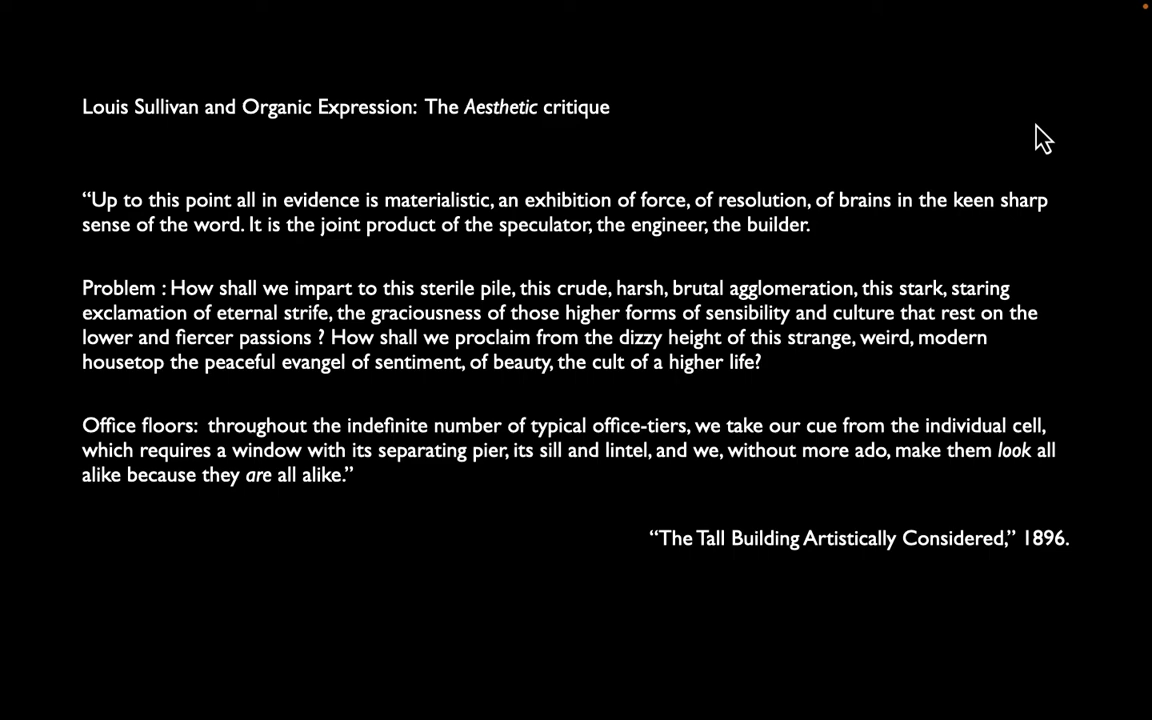 Louis Sullivan and Organic Expression: The Aesthetic critique
“Up to this point all in evidence is materialistic, an exhibition of force, of resolution, of brains in the keen sharp
sense of the word. It is the joint product of the speculator, the engineer, the builder.
Problem : How shall we impart to this sterile pile, this crude, harsh, brutal agglomeration, this stark, staring
exclamation of eternal strife, the graciousness of those higher forms of sensibility and culture that rest on the
lower and fiercer passions ? How shall we proclaim from the dizzy height of this strange, weird, modern
housetop the peaceful evangel of sentiment, of beauty, the cult of a higher life?
Office floors: throughout the indefinite number of typical office-tiers, we take our cue from the individual cell,
which requires a window with its separating pier, its sill and lintel, and we, without more ado, make them look all
alike because they are all alike.”
“The Tall Building Artistically Considered,” 1896.